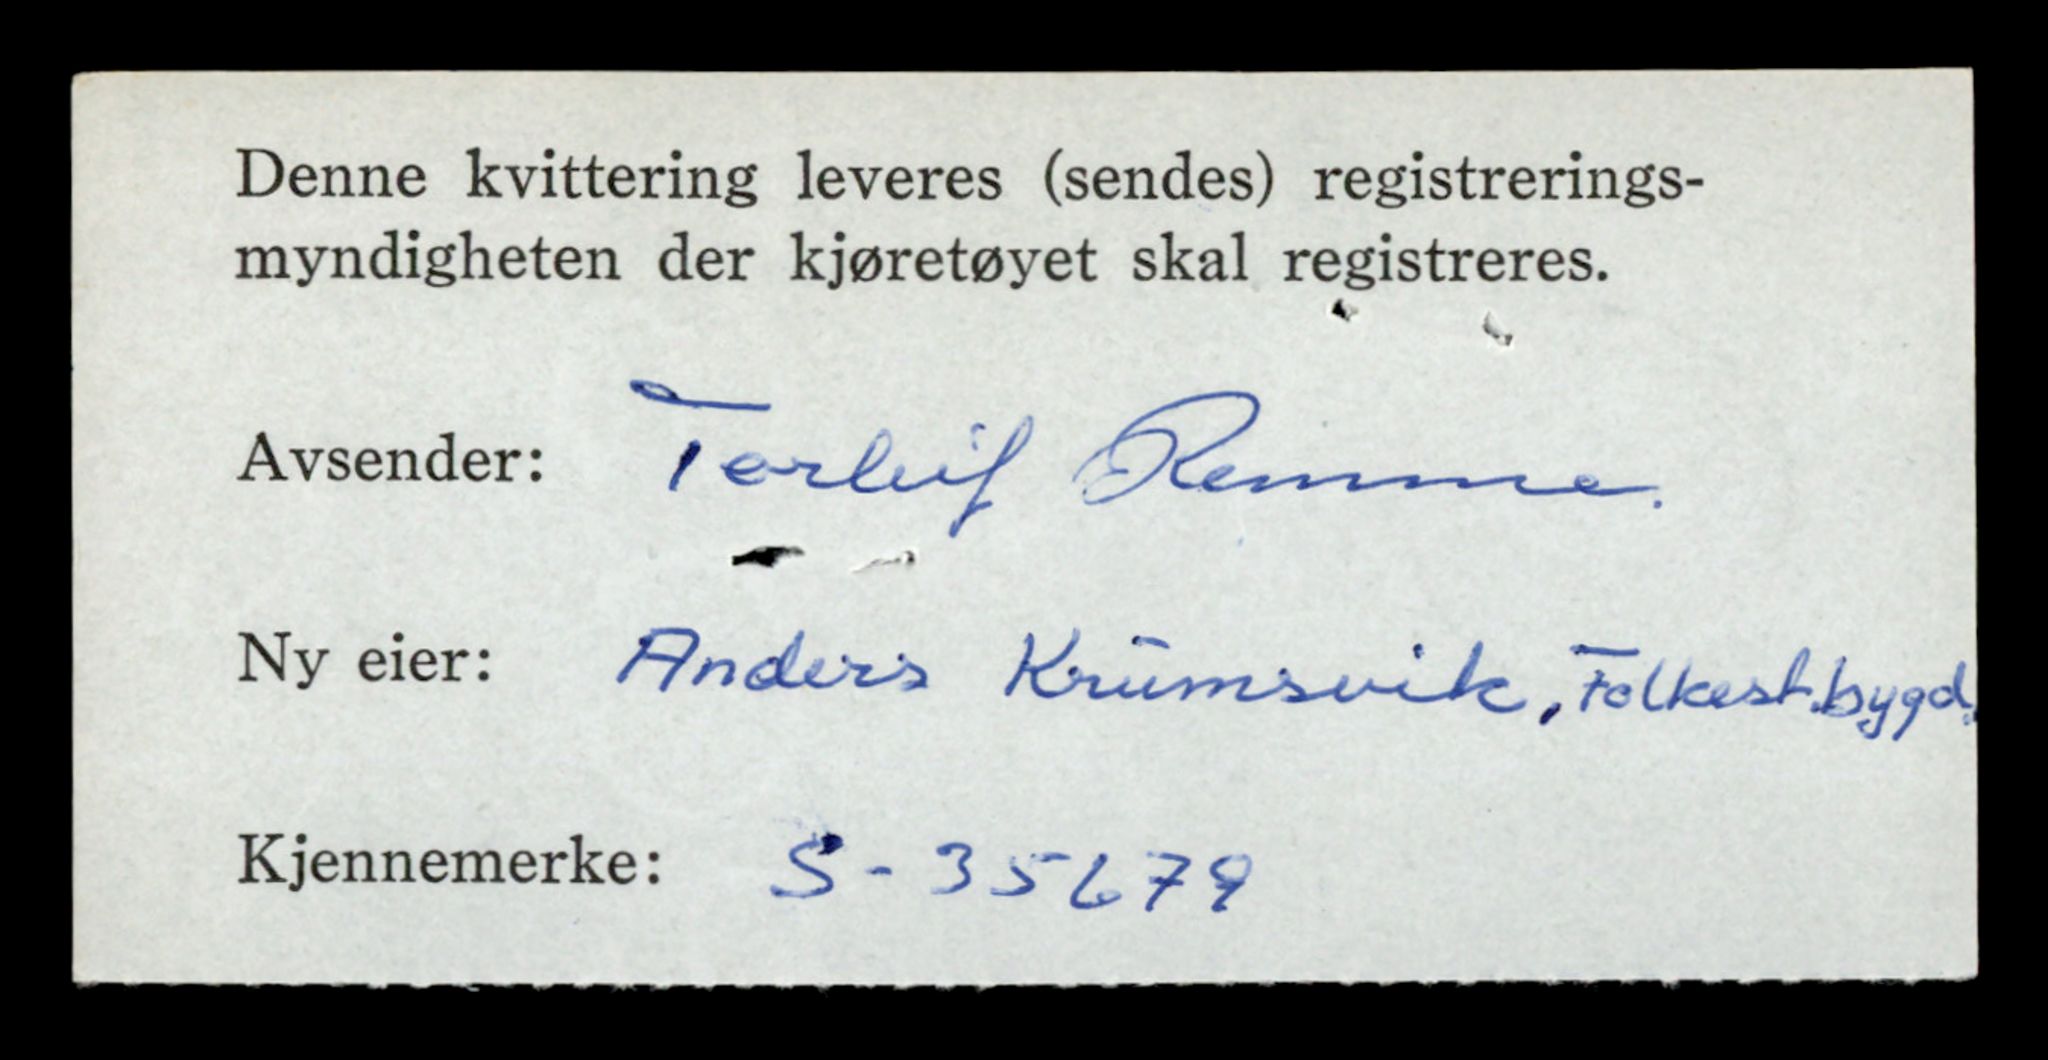 Denne kvittering leveres (sendes) registrerings-
myndigheten der kjøretøyet skal registreres.
Avsender: Torleif Remme.
Ny eier: Anders Krumsvik, Folkest.bygd.
Kjennemerke: S-35679